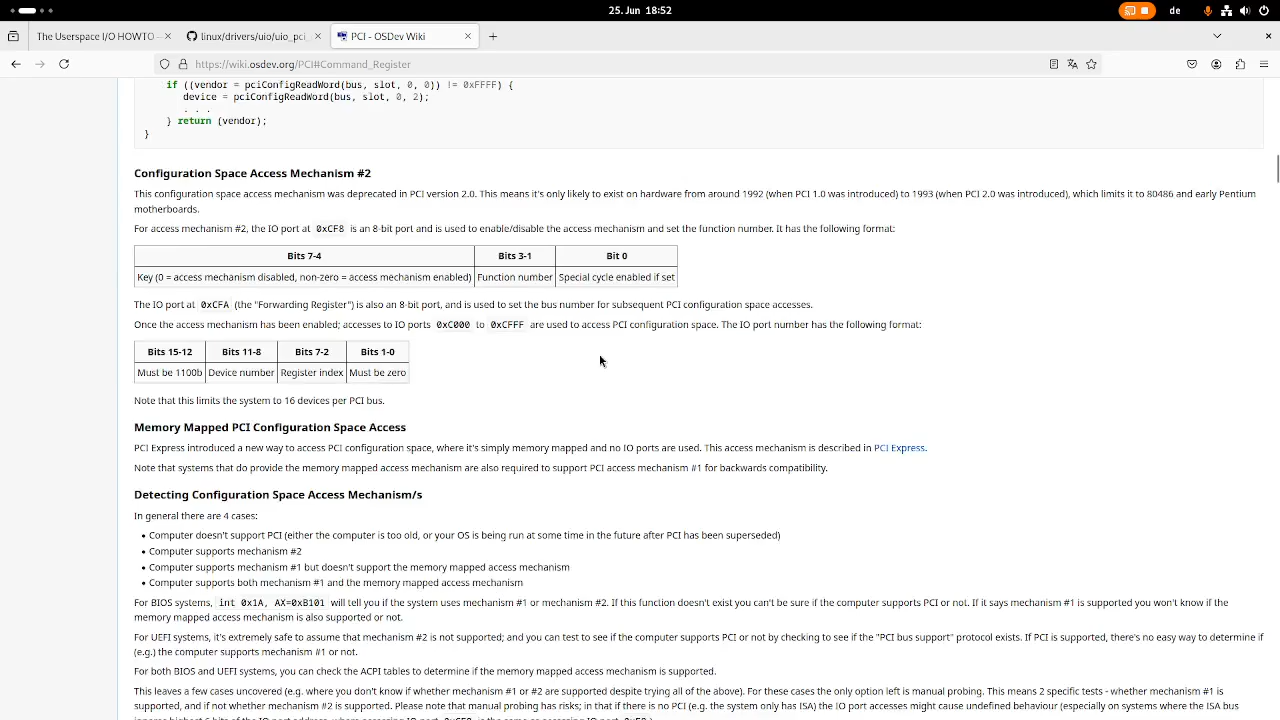 25. Jun 18:52
de
The Userspace I/O HOWTO —
linux/drivers/uio/uio_pci_
PCI - OSDev Wiki
https://wiki.osdev.org/PCI#Command_Register
if ((vendor = pciConfigReadWord(bus, slot, 0, 0)) != 0xFFFF) {
device = pciConfigReadWord(bus, slot, 0, 2);
. . .
} return (vendor);
}
Configuration Space Access Mechanism #2
This configuration space access mechanism was deprecated in PCI version 2.0. This means it's only likely to exist on hardware from around 1992 (when PCI 1.0 was introduced) to 1993 (when PCI 2.0 was introduced), which limits it to 80486 and early Pentium
motherboards.
For access mechanism #2, the IO port at 0xCF8 is an 8-bit port and is used to enable/disable the access mechanism and set the function number. It has the following format:
Bits 7-4 Bits 3-1 Bit 0
Key (0 = access mechanism disabled, non-zero = access mechanism enabled) Function number Special cycle enabled if set
The IO port at 0xCFA (the "Forwarding Register") is also an 8-bit port, and is used to set the bus number for subsequent PCI configuration space accesses.
Once the access mechanism has been enabled; accesses to IO ports 0xC000 to 0xCFFF are used to access PCI configuration space. The IO port number has the following format:
Bits 15-12 Bits 11-8 Bits 7-2 Bits 1-0
Must be 1100b Device number Register index Must be zero
Note that this limits the system to 16 devices per PCI bus.
Memory Mapped PCI Configuration Space Access
PCI Express introduced a new way to access PCI configuration space, where it's simply memory mapped and no IO ports are used. This access mechanism is described in PCI Express.
Note that systems that do provide the memory mapped access mechanism are also required to support PCI access mechanism #1 for backwards compatibility.
Detecting Configuration Space Access Mechanism/s
In general there are 4 cases:
• Computer doesn't support PCI (either the computer is too old, or your OS is being run at some time in the future after PCI has been superseded)
• Computer supports mechanism #2
• Computer supports mechanism #1 but doesn't support the memory mapped access mechanism
• Computer supports both mechanism #1 and the memory mapped access mechanism
For BIOS systems, int 0x1A, AX=0xB101 will tell you if the system uses mechanism #1 or mechanism #2. If this function doesn't exist you can't be sure if the computer supports PCI or not. If it says mechanism #1 is supported you won't know if the
memory mapped access mechanism is also supported or not.
For UEFI systems, it's extremely safe to assume that mechanism #2 is not supported; and you can test to see if the computer supports PCI or not by checking to see if the "PCI bus support" protocol exists. If PCI is supported, there's no easy way to determine if
(e.g.) the computer supports mechanism #1 or not.
For both BIOS and UEFI systems, you can check the ACPI tables to determine if the memory mapped access mechanism is supported.
This leaves a few cases uncovered (e.g. where you don't know if whether mechanism #1 or #2 are supported despite trying all of the above). For these cases the only option left is manual probing. This means 2 specific tests - whether mechanism #1 is
supported, and if not whether mechanism #2 is supported. Please note that manual probing has risks; in that if there is no PCI (e.g. the system only has ISA) the IO port accesses might cause undefined behaviour (especially on systems where the ISA bus